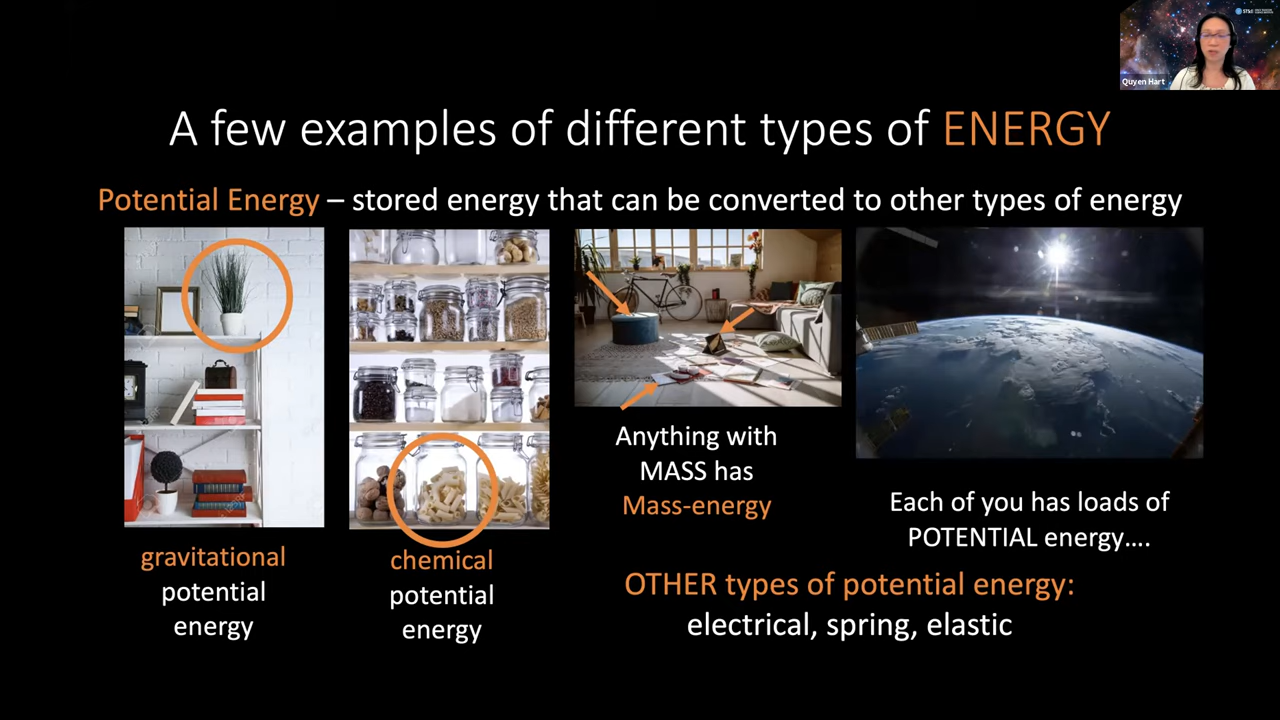 Quyen Hart
A few examples of different types of ENERGY
Potential Energy – stored energy that can be converted to other types of energy
gravitational
potential
energy
chemical
potential
energy
Anything with
MASS has
Mass-energy
Each of you has loads of
POTENTIAL energy....
OTHER types of potential energy:
electrical, spring, elastic